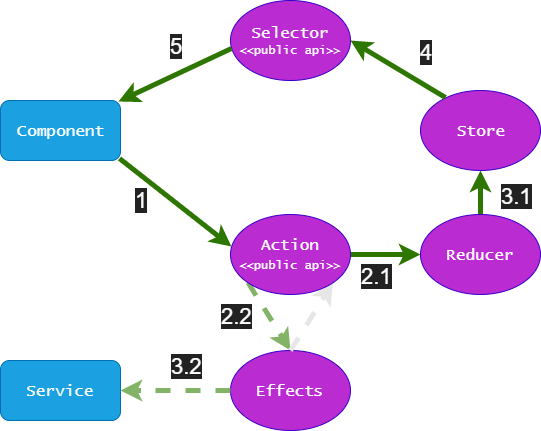 Selector
<<public api>>
5
4
Component
Store
1
3.1
Action
<<public api>>
Reducer
2.1
2.2
3.2
Service
Effects